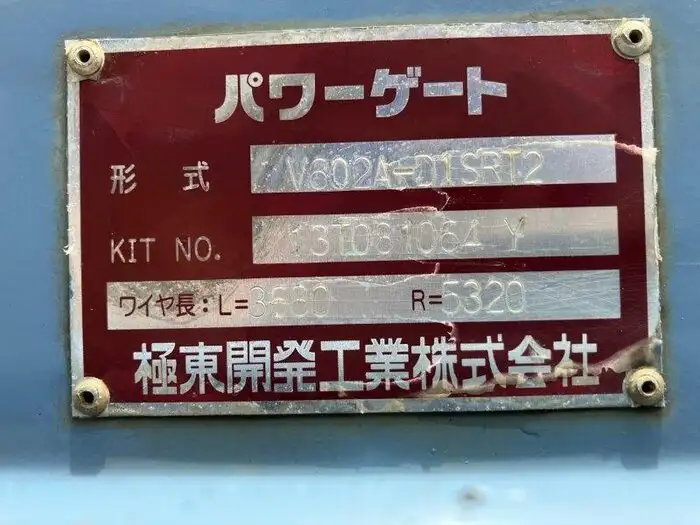 パワーゲート
形 式 V602A-D1SRT2
KIT NO. 13T081064 Y
ワイヤ長:L=3560 R=5320
極東開発工業株式会社